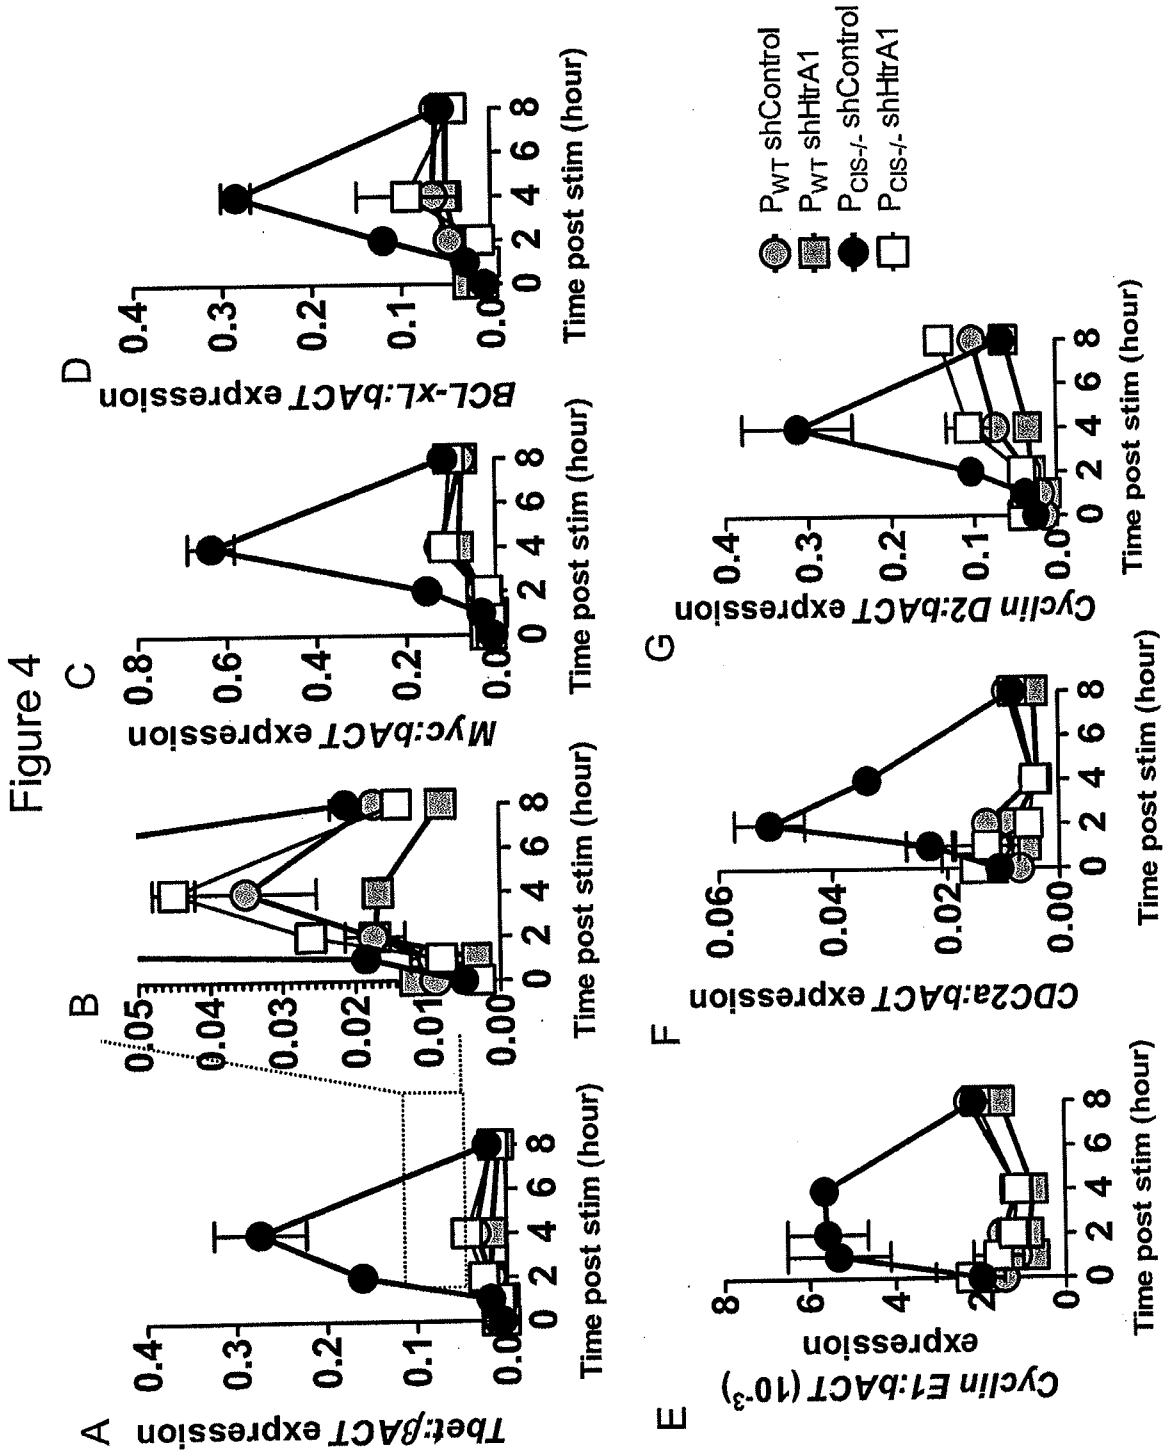 Figure 4
A
Tbet:βACT expression
0.4
0.3
0.2
0.1
0.0
0 2 4 6 8
Time post stim (hour)
B
0.05
0.04
0.03
0.02
0.01
0.00
0 2 4 6 8
Time post stim (hour)
C
Myc:bACT expression
0.8
0.6
0.4
0.2
0.0
0 2 4 6 8
Time post stim (hour)
D
BCL-xL:bACT expression
0.4
0.3
0.2
0.1
0.0
0 2 4 6 8
Time post stim (hour)
E
Cyclin E1:bACT (10-3)
expression
8
6
4
2
0
0 2 4 6 8
Time post stim (hour)
F
CDC2a:bACT expression
0.06
0.04
0.02
0.00
0 2 4 6 8
Time post stim (hour)
G
Cyclin D2:bACT expression
0.4
0.3
0.2
0.1
0.0
0 2 4 6 8
Time post stim (hour)
PWT shControl
PWT shHtrA1
PCIS-/- shControl
PCIS-/- shHtrA1